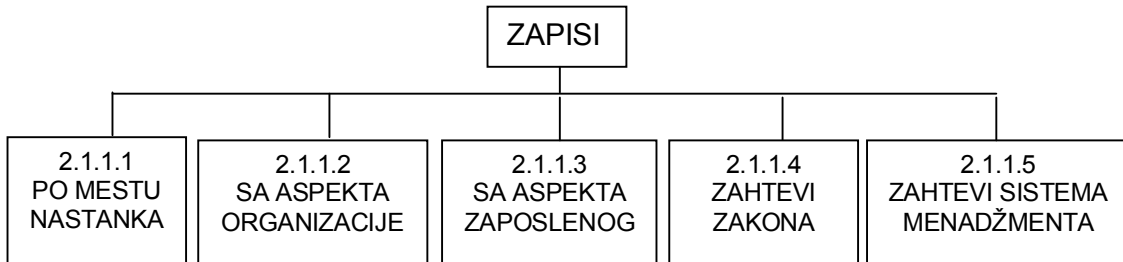 ZAPISI
2.1.1.1
PO MESTU
NASTANKA
2.1.1.2
SA ASPEKTA
ORGANIZACIJE
2.1.1.3
SA ASPEKTA
ZAPOSLENOG
2.1.1.4
ZAHTEVI
ZAKONA
2.1.1.5
ZAHTEVI SISTEMA
MENADŽMENTA